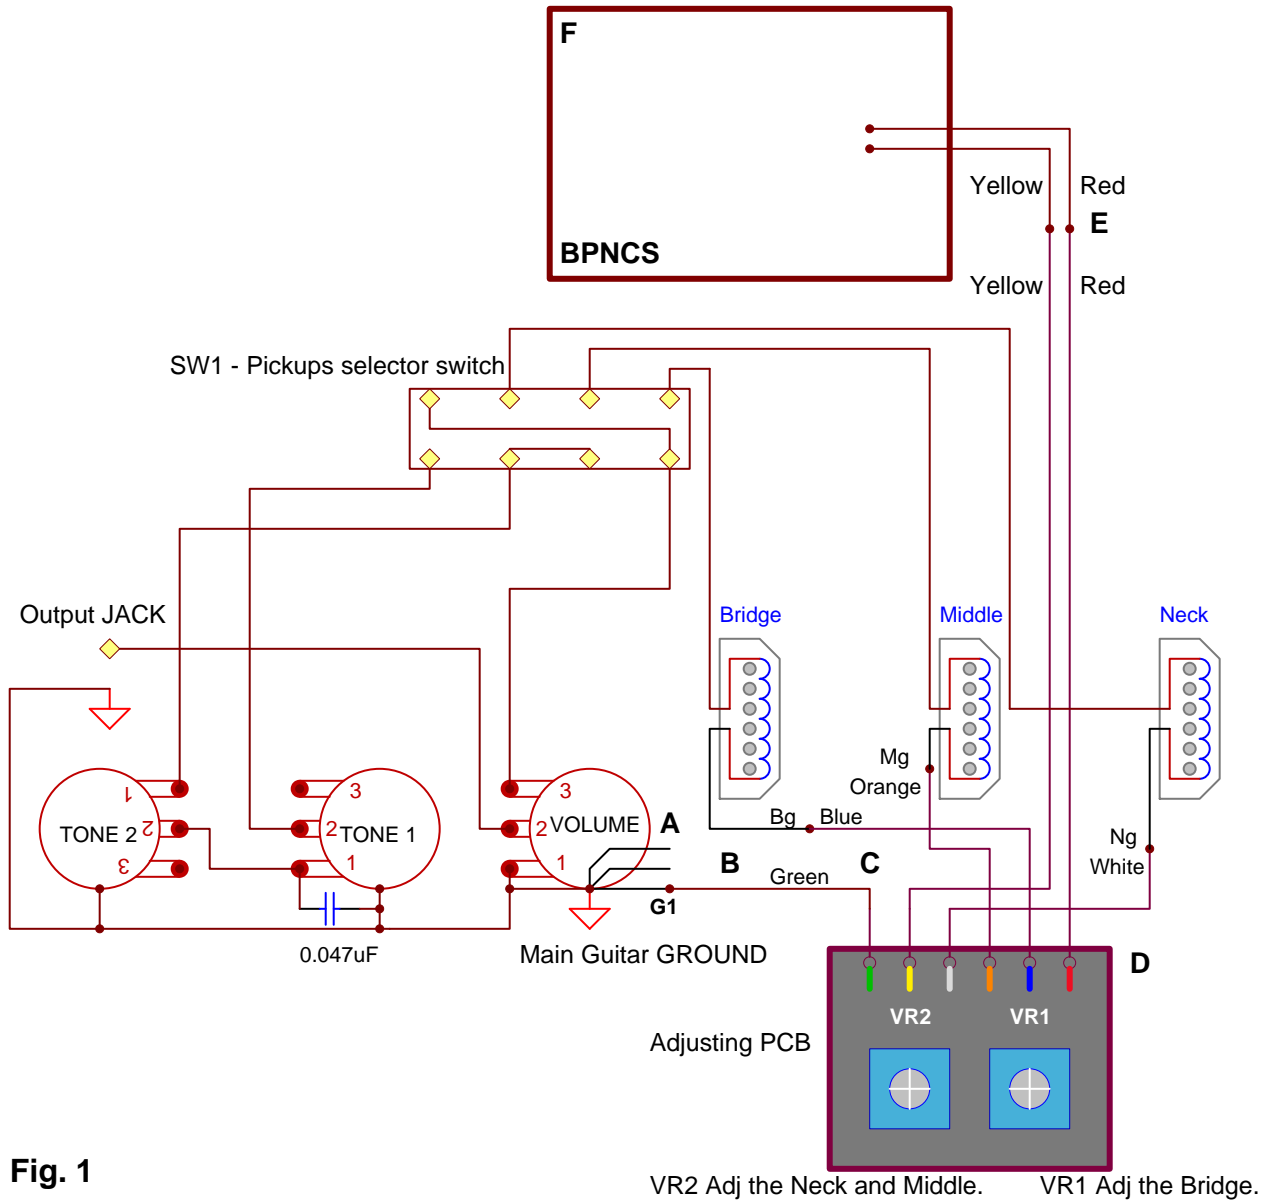 F
BPNCS
Yellow Red
E
Yellow Red
SW1 - Pickups selector switch
Output JACK
Bridge
Middle
Neck
Mg
Orange
Bg Blue
Ng
White
1
2
3
TONE 2
3
2
1
TONE 1
3
2
1
VOLUME
A
B
C
Green
G1
0.047uF
Main Guitar GROUND
D
VR2 VR1
Adjusting PCB
Fig. 1
VR2 Adj the Neck and Middle. VR1 Adj the Bridge.